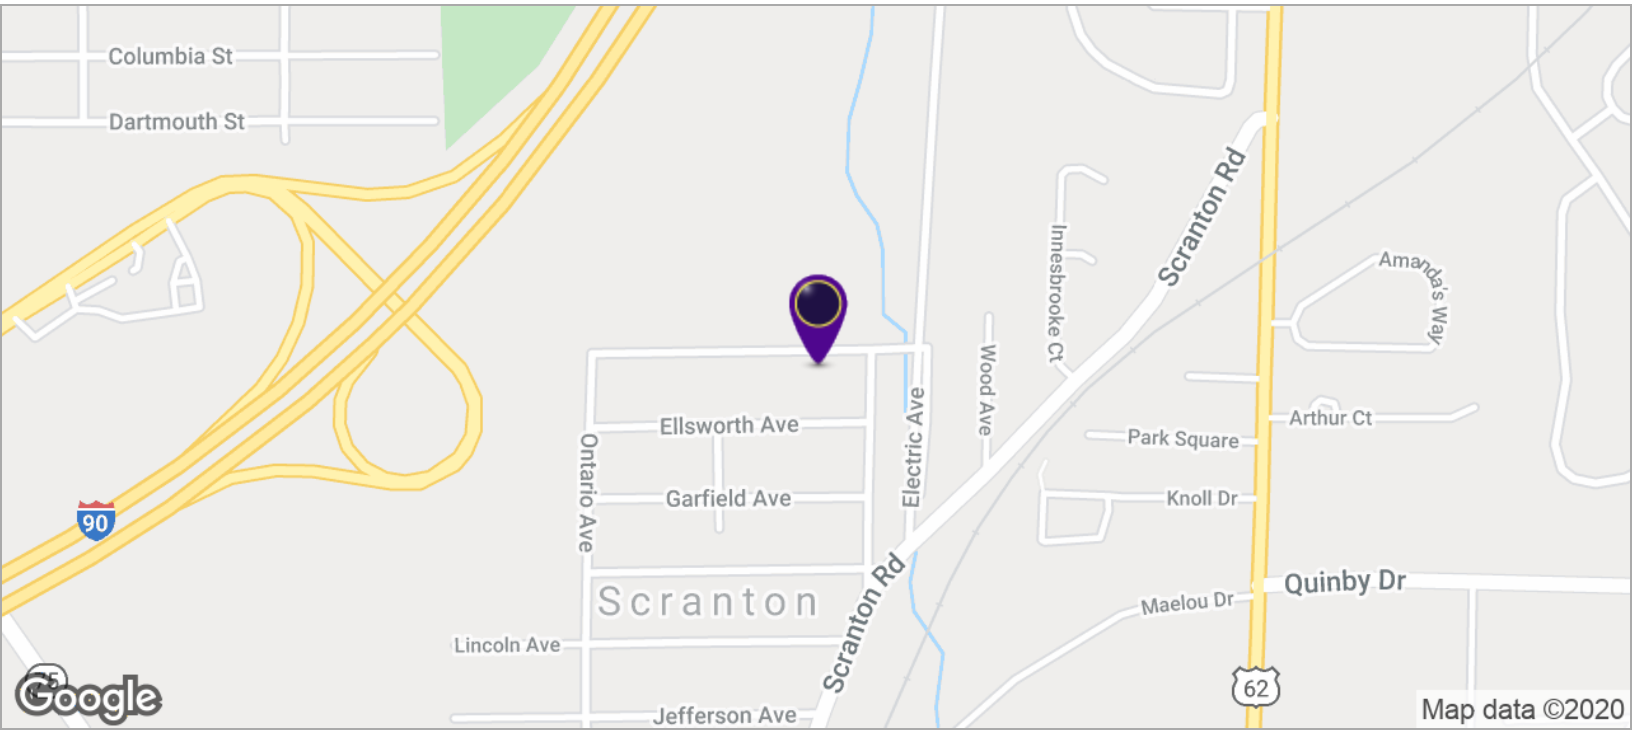 Columbia St
Dartmouth St
Scranton Rd
Innesbrooke Ct
Amanda's Way
Wood Ave
Electric Ave
Ellsworth Ave
Arthur Ct
Park Square
Ontario Ave
Garfield Ave
Knoll Dr
90
Scranton Rd
Quinby Dr
Scranton
Maelou Dr
Lincoln Ave
75
Google
62
Jefferson Ave
Map data ©2020